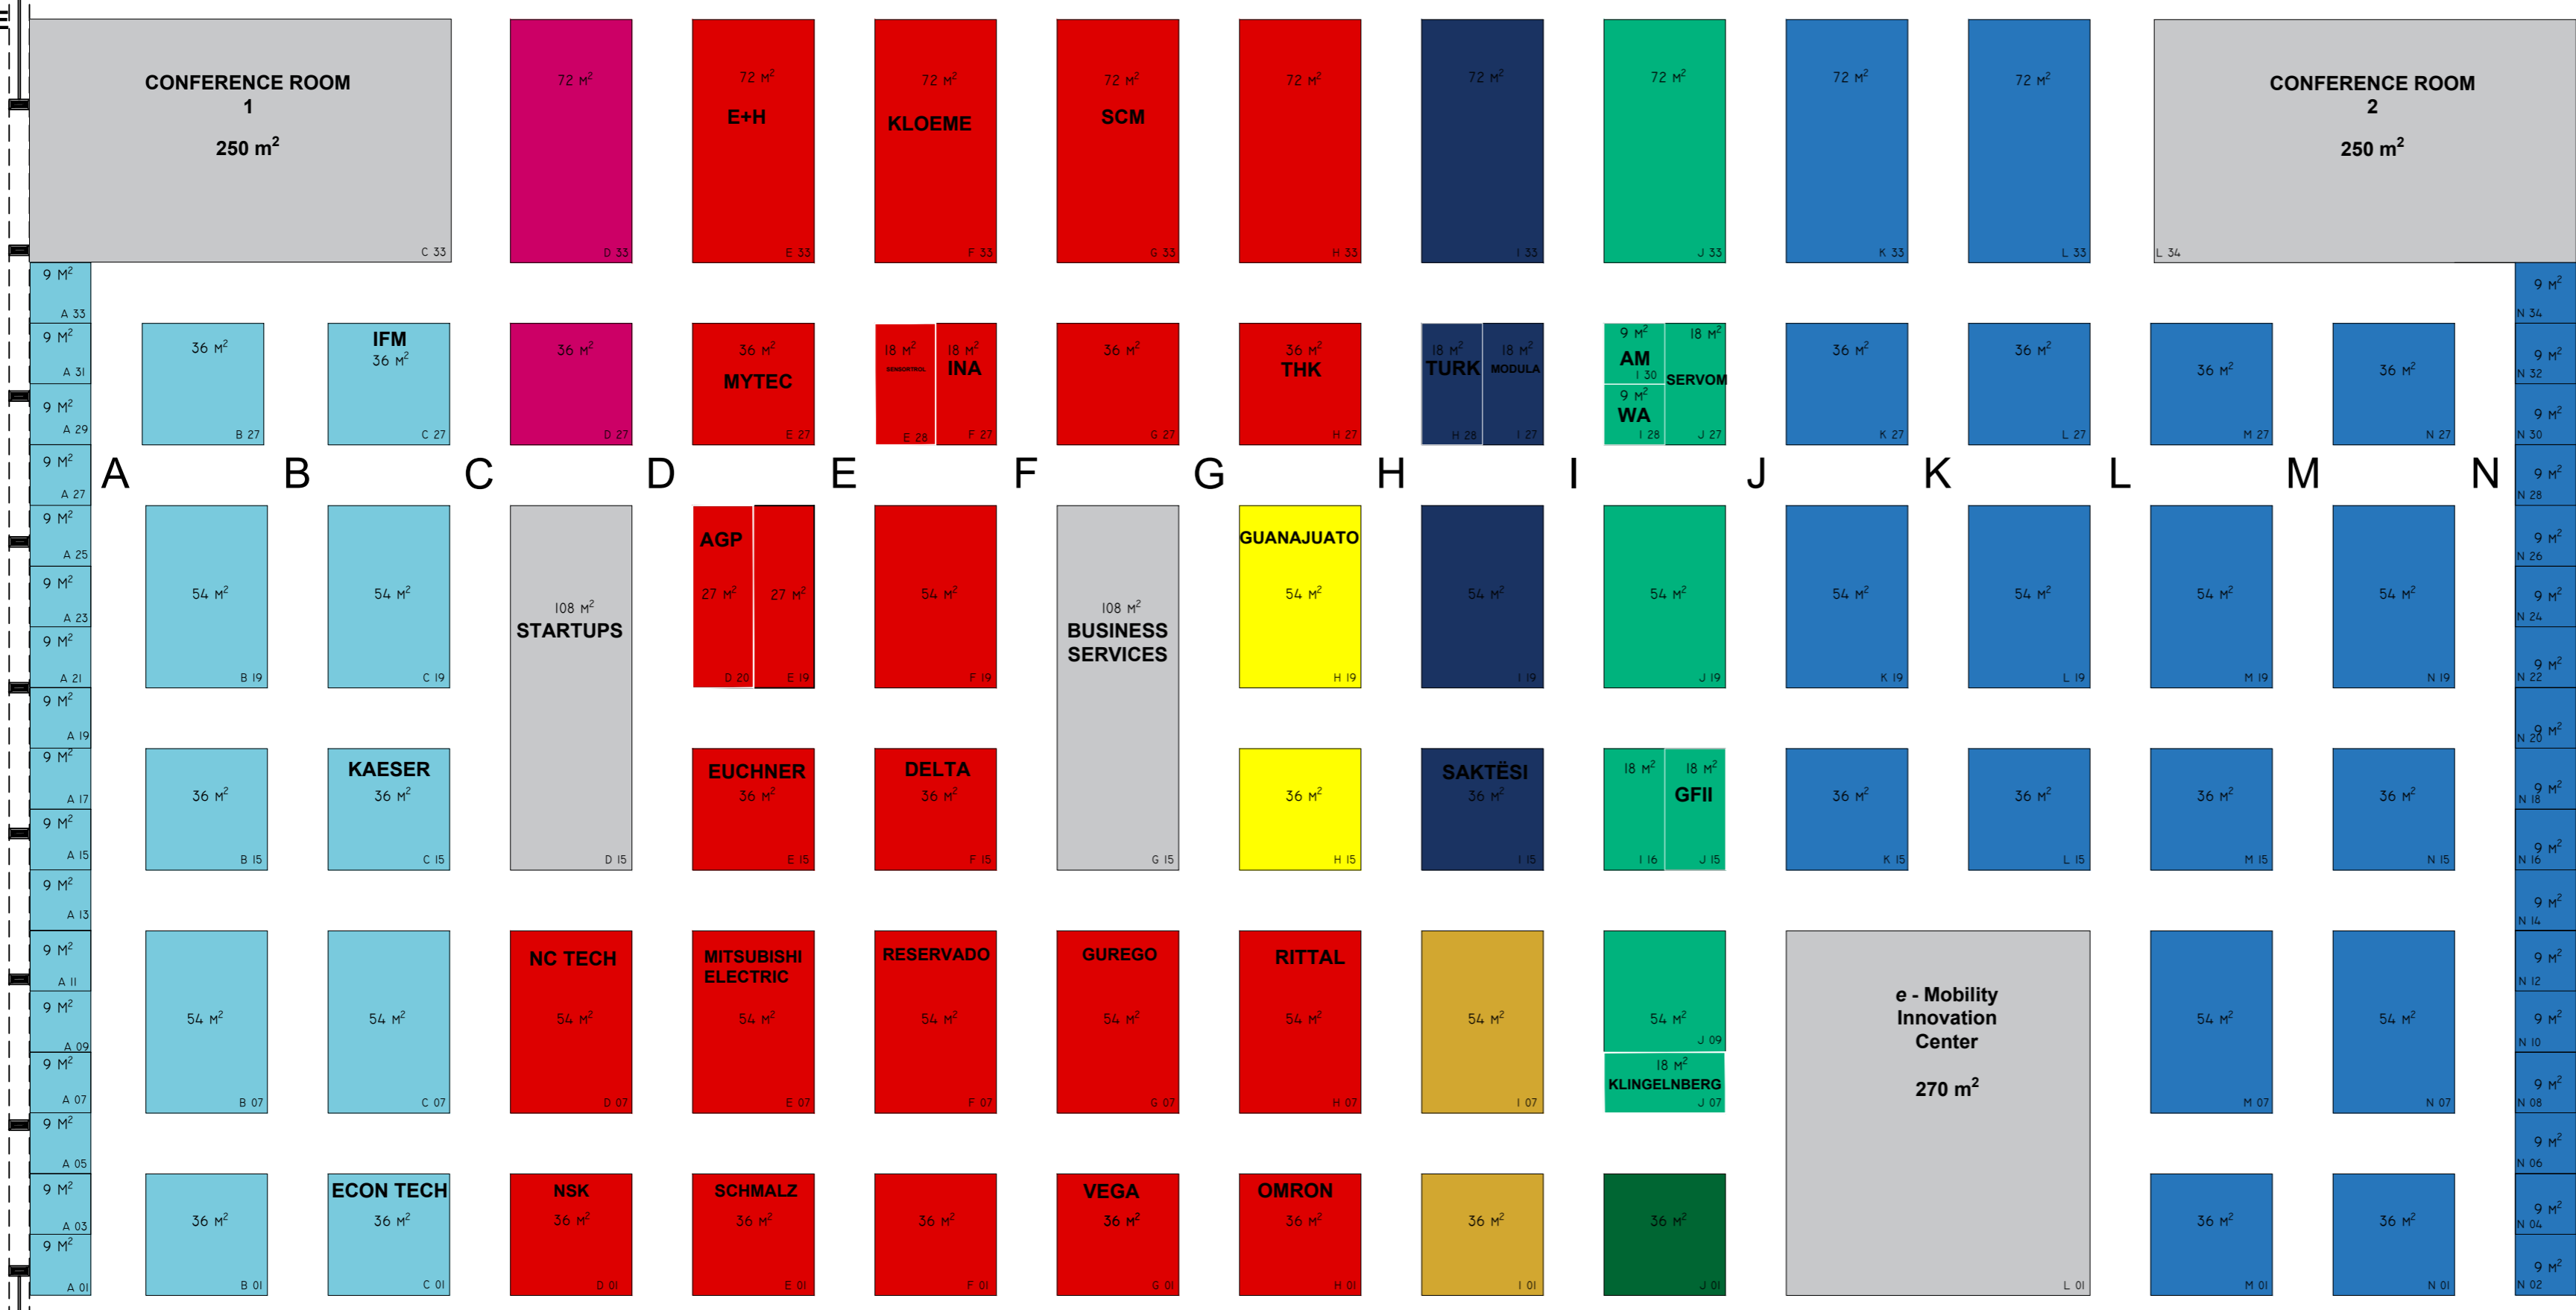 CONFERENCE ROOM
1
250 m²
C 33
72 M²
D 33
72 M²
E+H
E 33
72 M²
KLOEME
F 33
72 M²
SCM
G 33
72 M²
H 33
72 M²
I 33
72 M²
J 33
72 M²
K 33
72 M²
L 33
CONFERENCE ROOM
2
250 m²
L 34
9 M²
A 33
9 M²
A 31
9 M²
A 29
9 M²
A 27
9 M²
A 25
9 M²
A 23
9 M²
A 21
9 M²
A 19
9 M²
A 17
9 M²
A 15
9 M²
A 13
9 M²
A 11
9 M²
A 09
9 M²
A 07
9 M²
A 05
9 M²
A 03
9 M²
A 01
36 M²
B 27
IFM
36 M²
C 27
36 M²
D 27
36 M²
MYTEC
E 27
18 M²
SENSORTROL
E 28
18 M²
INA
F 27
36 M²
G 27
36 M²
THK
H 27
18 M²
TURK
H 28
18 M²
MODULA
I 27
9 M²
AM
I 30
9 M²
WA
I 28
18 M²
SERVOM
J 27
36 M²
K 27
36 M²
L 27
36 M²
M 27
36 M²
N 27
A
B
C
D
E
F
G
H
I
J
K
L
M
N
54 M²
B 19
54 M²
C 19
108 M²
STARTUPS
D 15
AGP
27 M²
D 20
27 M²
E 19
54 M²
F 19
108 M²
BUSINESS
SERVICES
G 15
GUANAJUATO
54 M²
H 19
54 M²
I 19
54 M²
J 19
54 M²
K 19
54 M²
L 19
54 M²
M 19
54 M²
N 19
36 M²
B 15
KAESER
36 M²
C 15
EUCHNER
36 M²
E 15
DELTA
36 M²
F 15
36 M²
H 15
SAKTËSI
36 M²
I 15
18 M²
I 16
18 M²
GFII
J 15
36 M²
K 15
36 M²
L 15
36 M²
M 15
36 M²
N 15
54 M²
B 07
54 M²
C 07
NC TECH
54 M²
D 07
MITSUBISHI
ELECTRIC
54 M²
E 07
RESERVADO
54 M²
F 07
GUREGO
54 M²
G 07
RITTAL
54 M²
H 07
54 M²
I 07
54 M²
J 09
18 M²
KLINGELNBERG
J 07
e - Mobility
Innovation
Center
270 m²
L 01
54 M²
M 07
54 M²
N 07
36 M²
B 01
ECON TECH
36 M²
C 01
NSK
36 M²
D 01
SCHMALZ
36 M²
E 01
36 M²
F 01
VEGA
36 M²
G 01
OMRON
36 M²
H 01
36 M²
I 01
36 M²
J 01
36 M²
M 01
36 M²
N 01
9 M²
N 34
9 M²
N 32
9 M²
N 30
9 M²
N 28
9 M²
N 26
9 M²
N 24
9 M²
N 22
9 M²
N 20
9 M²
N 18
9 M²
N 16
9 M²
N 14
9 M²
N 12
9 M²
N 10
9 M²
N 08
9 M²
N 06
9 M²
N 04
9 M²
N 02